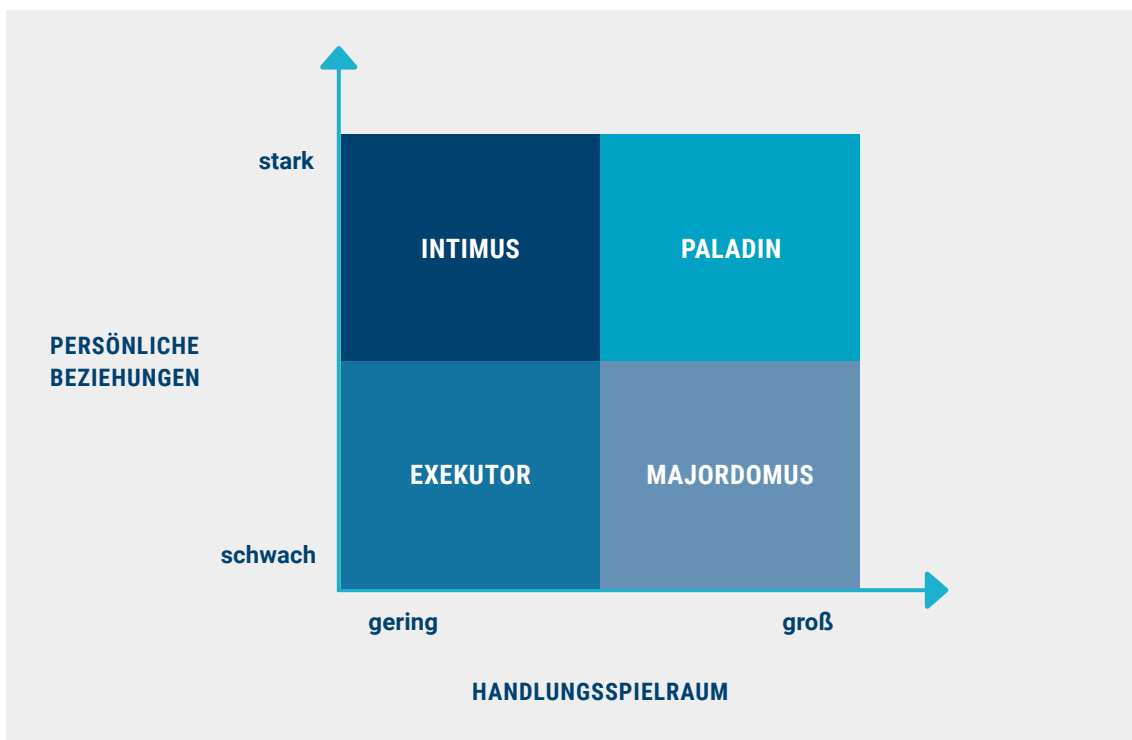 stark
INTIMUS
PALADIN
PERSÖNLICHE
BEZIEHUNGEN
EXEKUTOR
MAJORDOMUS
schwach
gering
groß
HANDLUNGSSPIELRAUM